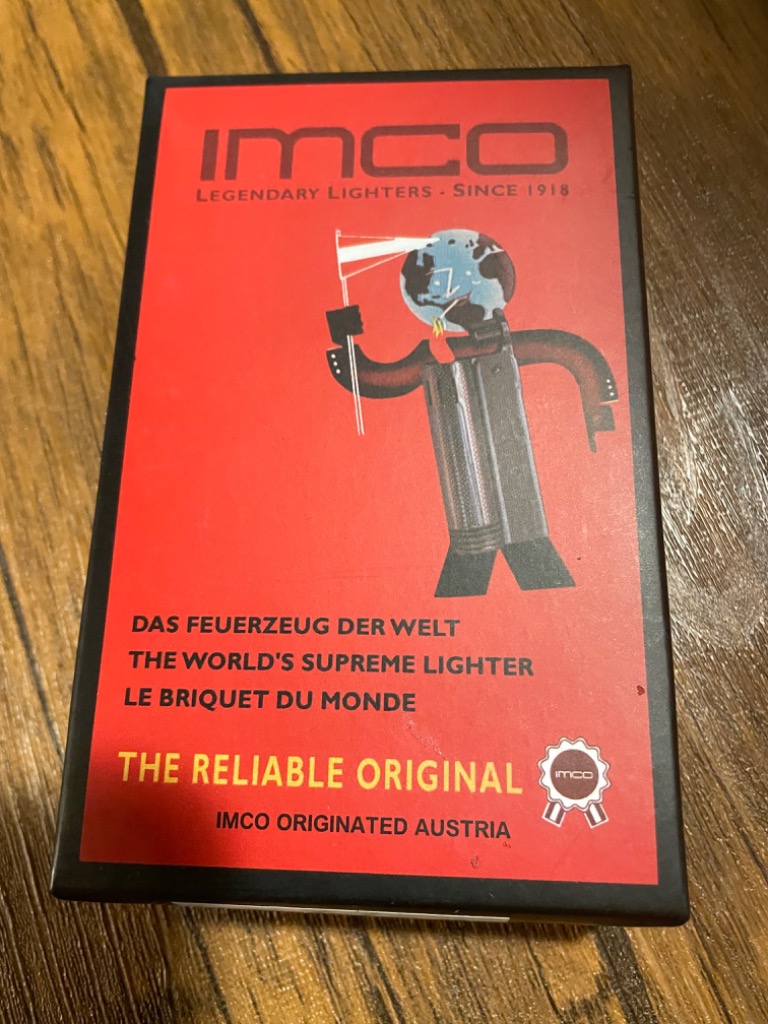 IMCO
LEGENDARY LIGHTERS - SINCE 1918
DAS FEUERZEUG DER WELT
THE WORLD'S SUPREME LIGHTER
LE BRIQUET DU MONDE
THE RELIABLE ORIGINAL
IMCO
IMCO ORIGINATED AUSTRIA